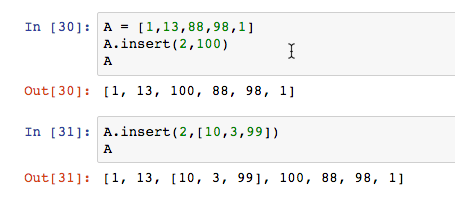 In [30]: A = [1,13,88,98,1]
A.insert(2,100)
A
Out[30]: [1, 13, 100, 88, 98, 1]
In [31]: A.insert(2,[10,3,99])
A
Out[31]: [1, 13, [10, 3, 99], 100, 88, 98, 1]